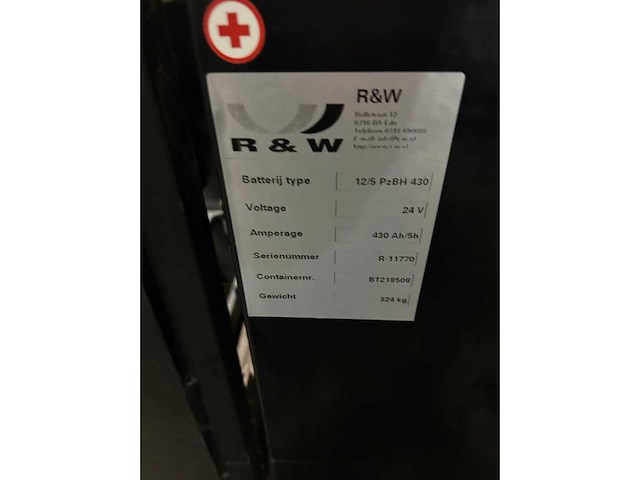 R&W
R & W
Batterij type 12/5 PzBH 430
Voltage 24 V
Amperage 430 Ah/5h
Serienummer R-11770
Containernr. BT218508
Gewicht 324 kg